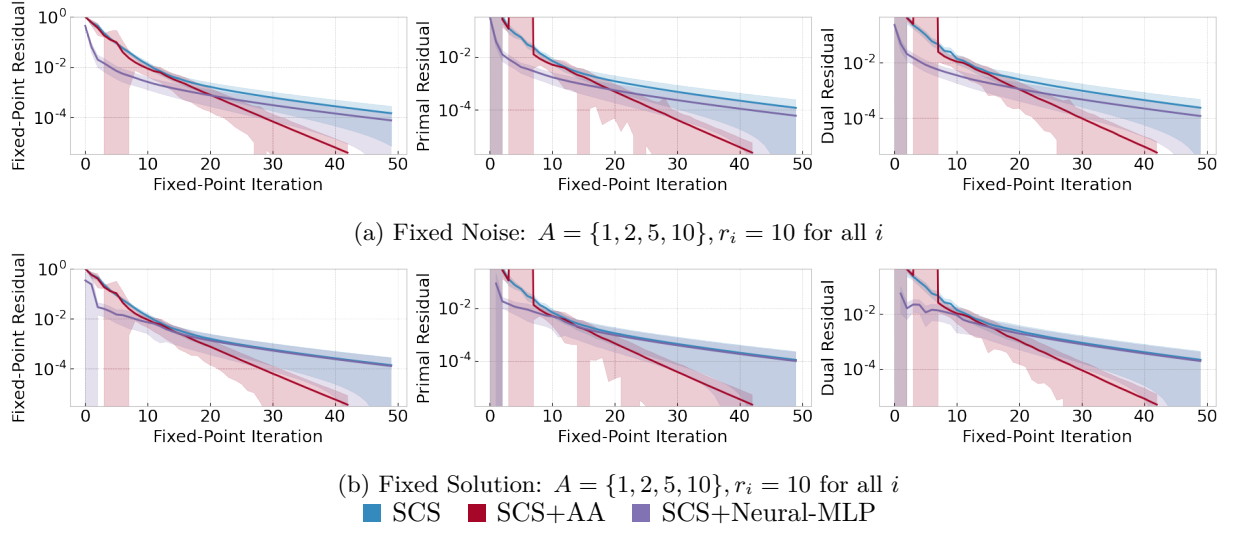 Fixed-Point Residual
10^0
10^-2
10^-4
0 10 20 30 40 50
Fixed-Point Iteration
Primal Residual
10^-2
10^-4
0 10 20 30 40 50
Fixed-Point Iteration
Dual Residual
10^-2
10^-4
0 10 20 30 40 50
Fixed-Point Iteration
(a) Fixed Noise: A = {1, 2, 5, 10}, r_i = 10 for all i
Fixed-Point Residual
10^0
10^-2
10^-4
0 10 20 30 40 50
Fixed-Point Iteration
Primal Residual
10^-2
10^-4
0 10 20 30 40 50
Fixed-Point Iteration
Dual Residual
10^-2
10^-4
0 10 20 30 40 50
Fixed-Point Iteration
(b) Fixed Solution: A = {1, 2, 5, 10}, r_i = 10 for all i
SCS SCS+AA SCS+Neural-MLP